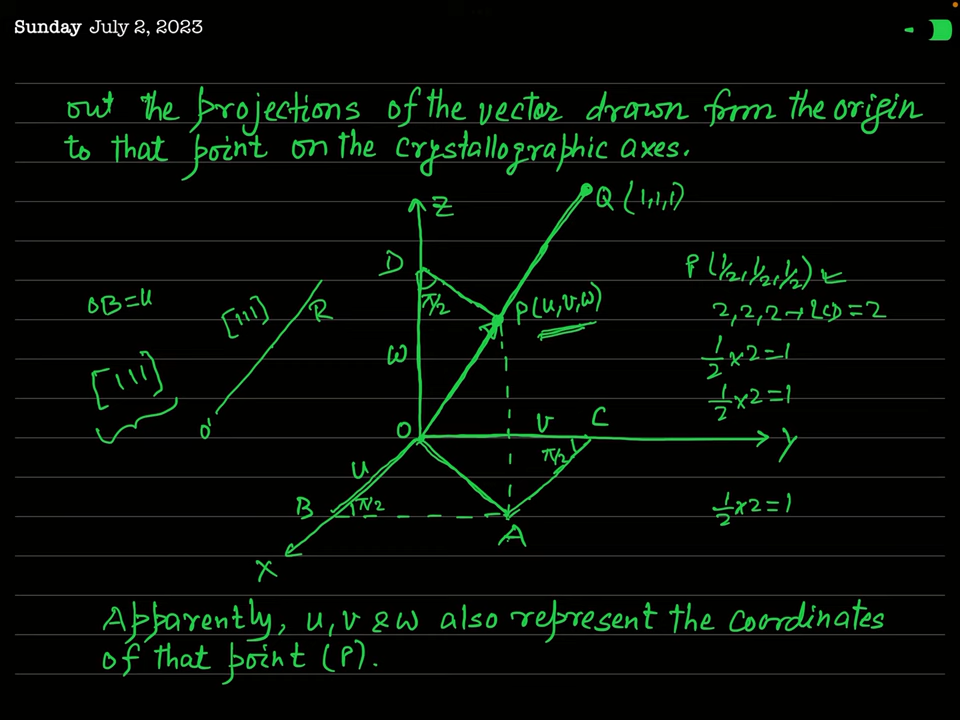 Sunday July 2, 2023
out the projections of the vector drawn from the origin
to that point on the crystallographic axes.
Z
Q (1,1,1)
D
π/2
P(u,v,w)
P (1/2,1/2,1/2) ↙
2,2,2→LCD=2
1/2×2=1
1/2×2=1
1/2×2=1
OB=u
[111]
R
[111]
O'
w
O
v
C
y
π/2
u
B
π/2
A
X
Apparently, u, v & w also represent the coordinates
of that point (P).